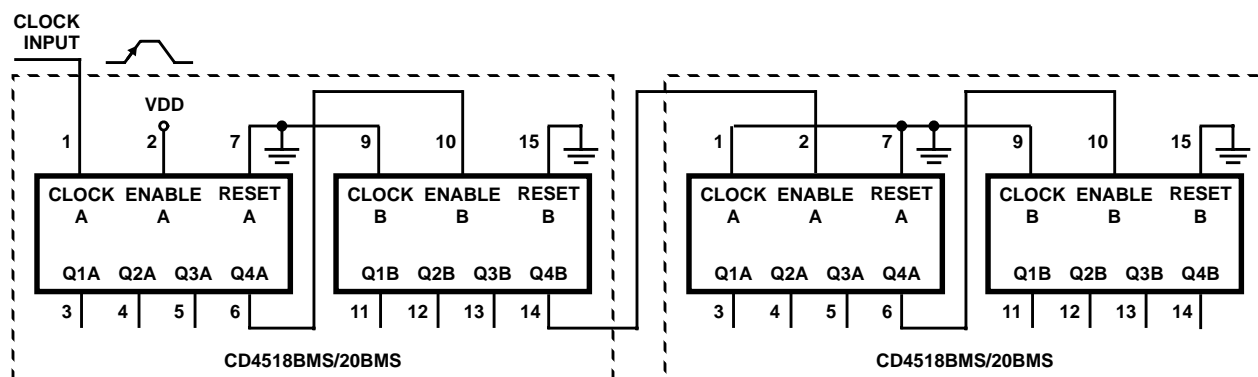 CLOCK
INPUT
VDD
1 2 7 9 10 15 1 2 7 9 10 15
CLOCK ENABLE RESET CLOCK ENABLE RESET CLOCK ENABLE RESET CLOCK ENABLE RESET
A A A B B B A A A B B B
Q1A Q2A Q3A Q4A Q1B Q2B Q3B Q4B Q1A Q2A Q3A Q4A Q1B Q2B Q3B Q4B
3 4 5 6 11 12 13 14 3 4 5 6 11 12 13 14
CD4518BMS/20BMS CD4518BMS/20BMS